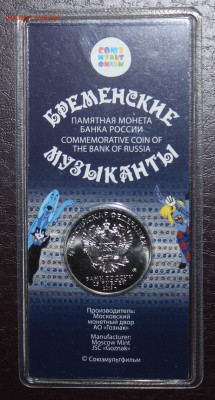 СОЮЗ
МУЛЬТ
ФИЛЬМ
БРЕМЕНСКИЕ
ПАМЯТНАЯ МОНЕТА
БАНКА РОССИИ
COMMEMORATIVE COIN OF
THE BANK OF RUSSIA
МУЗЫКАНТЫ
Производитель:
Московский
монетный двор
АО «Гознак»
Manufacturer:
Moscow Mint
JSC «Goznak»
© Союзмультфильм